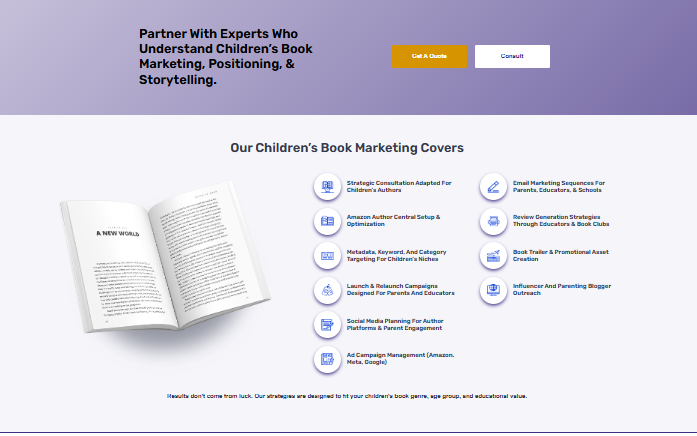 Partner With Experts Who
Understand Children's Book
Marketing, Positioning, &
Storytelling.
Get A Quote
Consult
Our Children's Book Marketing Covers
A NEW WORLD
Strategic Consultation Adapted For
Children's Authors
Amazon Author Central Setup &
Optimization
Metadata, Keyword, And Category
Targeting For Children's Niches
Launch & Relaunch Campaigns
Designed For Parents And Educators
Social Media Planning For Author
Platforms & Parent Engagement
Ad Campaign Management (Amazon,
Meta, Google)
Email Marketing Sequences For
Parents, Educators, & Schools
Review Generation Strategies
Through Educators & Book Clubs
Book Trailer & Promotional Asset
Creation
Influencer And Parenting Blogger
Outreach
Results don't come from luck. Our strategies are designed to fit your children's book genre, age group, and educational value.